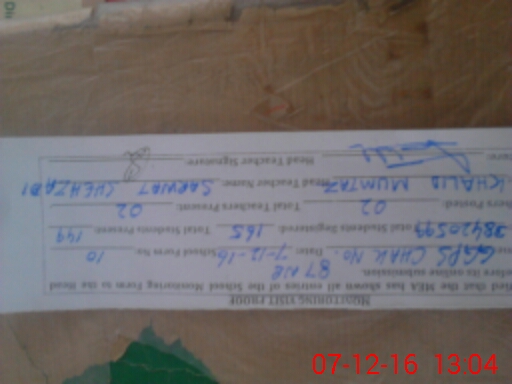 MONITORING VISIT PROOF
fied that the MEA has shown all entries of the School Monitoring Form to the Head
before its online submission.
GGPS CHAK NO. 87 NB Date: 7-12-16 School Form No: 10
38420599 Total Students Registered: 165 Total Students Present: 149
hers Posted: 02 Total Teachers Present: 02
KHALID MUMTAZ Head Teacher Name: SARWAT SHEHZADI
Head Teacher Signature:
07-12-16 13:04